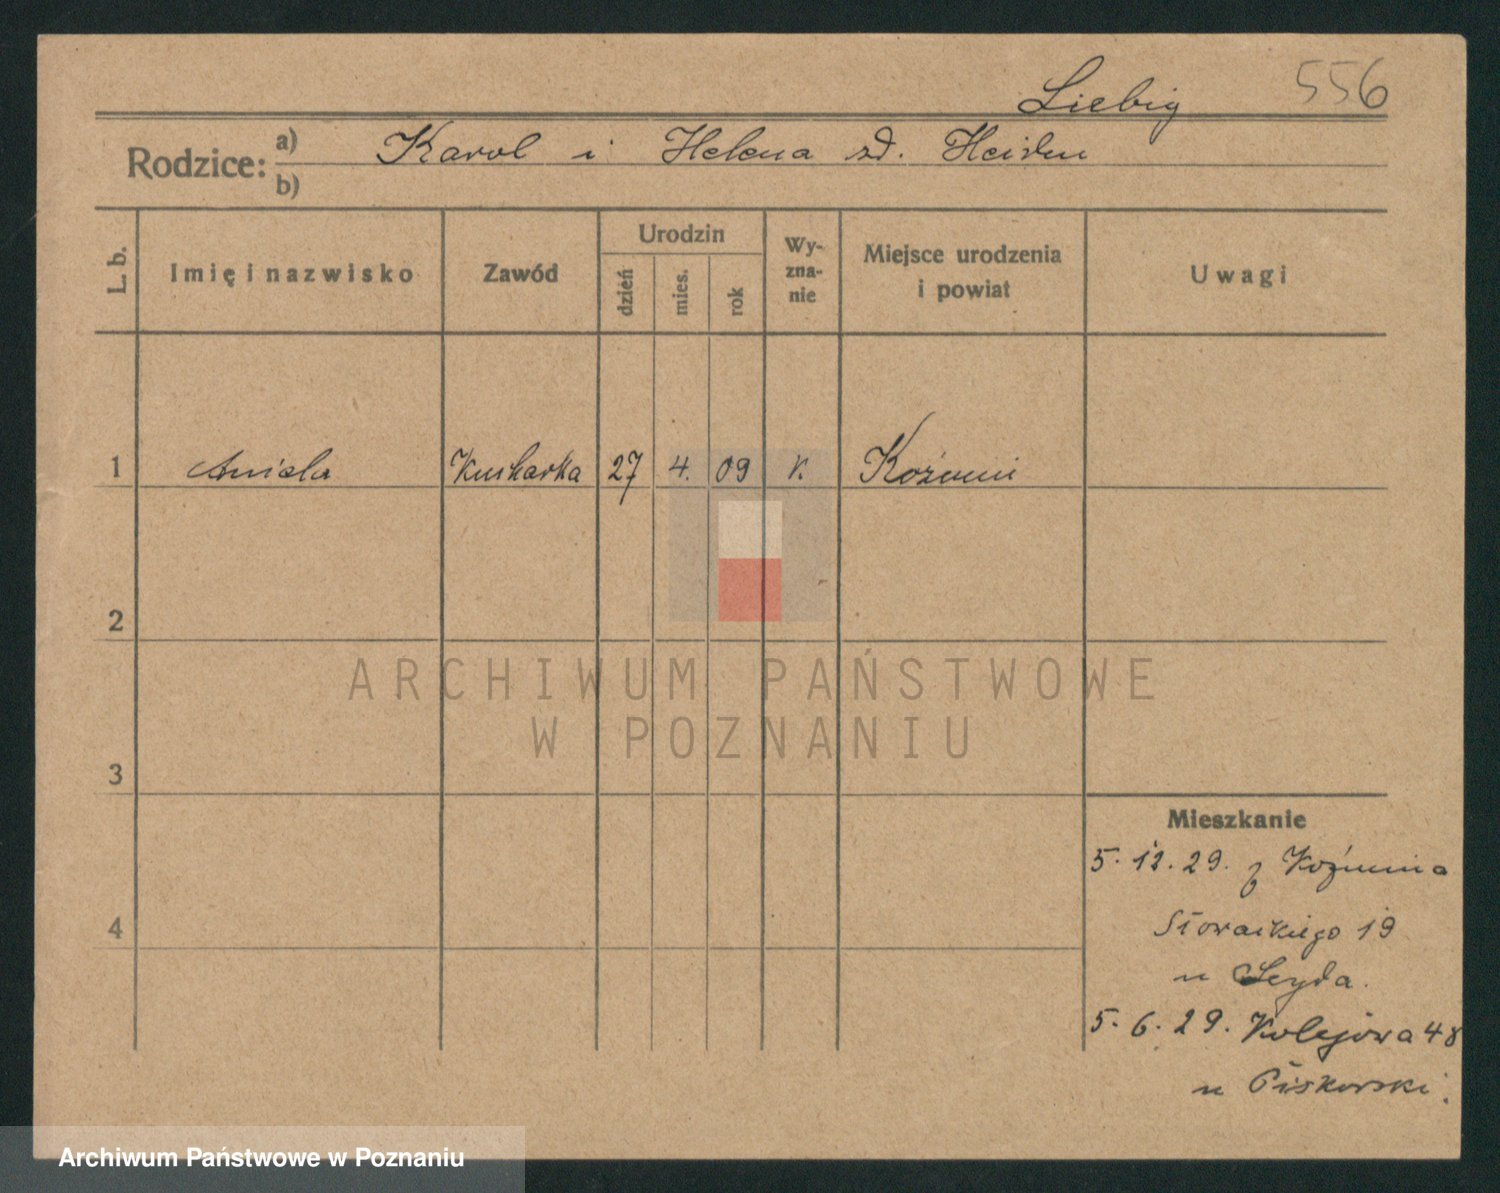 Liebig 556
Rodzice: a) Karol i Helena zd. Heiden
b)
L. b. Imię i nazwisko Zawód Urodzin dzień mies. rok Wy-zna-nie Miejsce urodzenia i powiat Uwagi
1 Aniela Kucharka 27 4. 09 k. Koźmin
2
ARCHIWUM PAŃSTWOWE
W POZNANIU
3
Mieszkanie
5. 12. 29. z Koźmina
4 Słowackiego 19
u Seyda.
5. 6. 29. Kolejowa 48
u Piskorski.
Archiwum Państwowe w Poznaniu